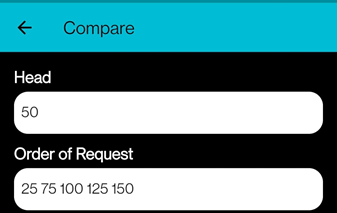 Compare
Head
50
Order of Request
25 75 100 125 150